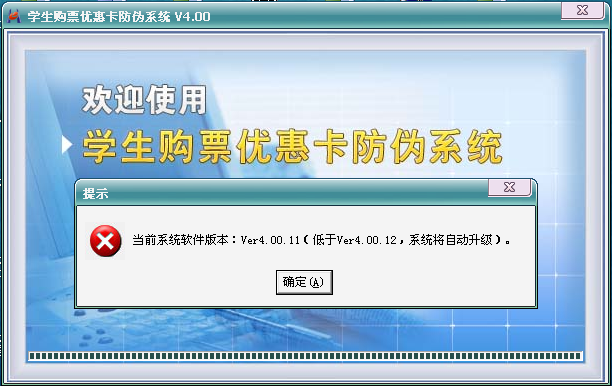 学生购票优惠卡防伪系统 V4.00
欢迎使用
学生购票优惠卡防伪系统
提示
当前系统软件版本：Ver4.00.11（低于Ver4.00.12，系统将自动升级）。
确定(A)